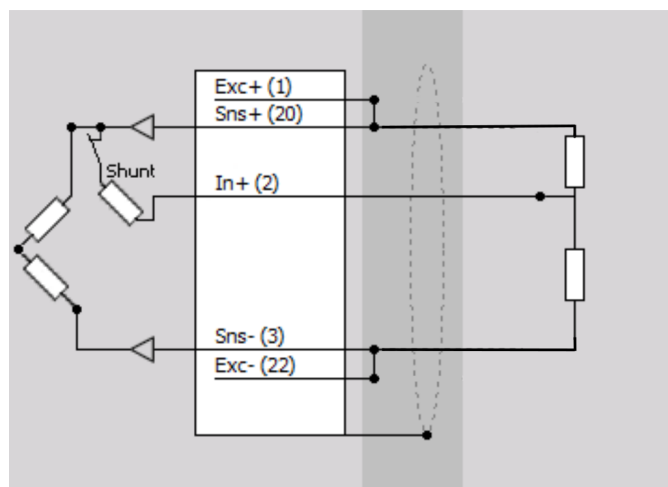 Exc+ (1)
Sns+ (20)
Shunt
In+ (2)
Sns- (3)
Exc- (22)